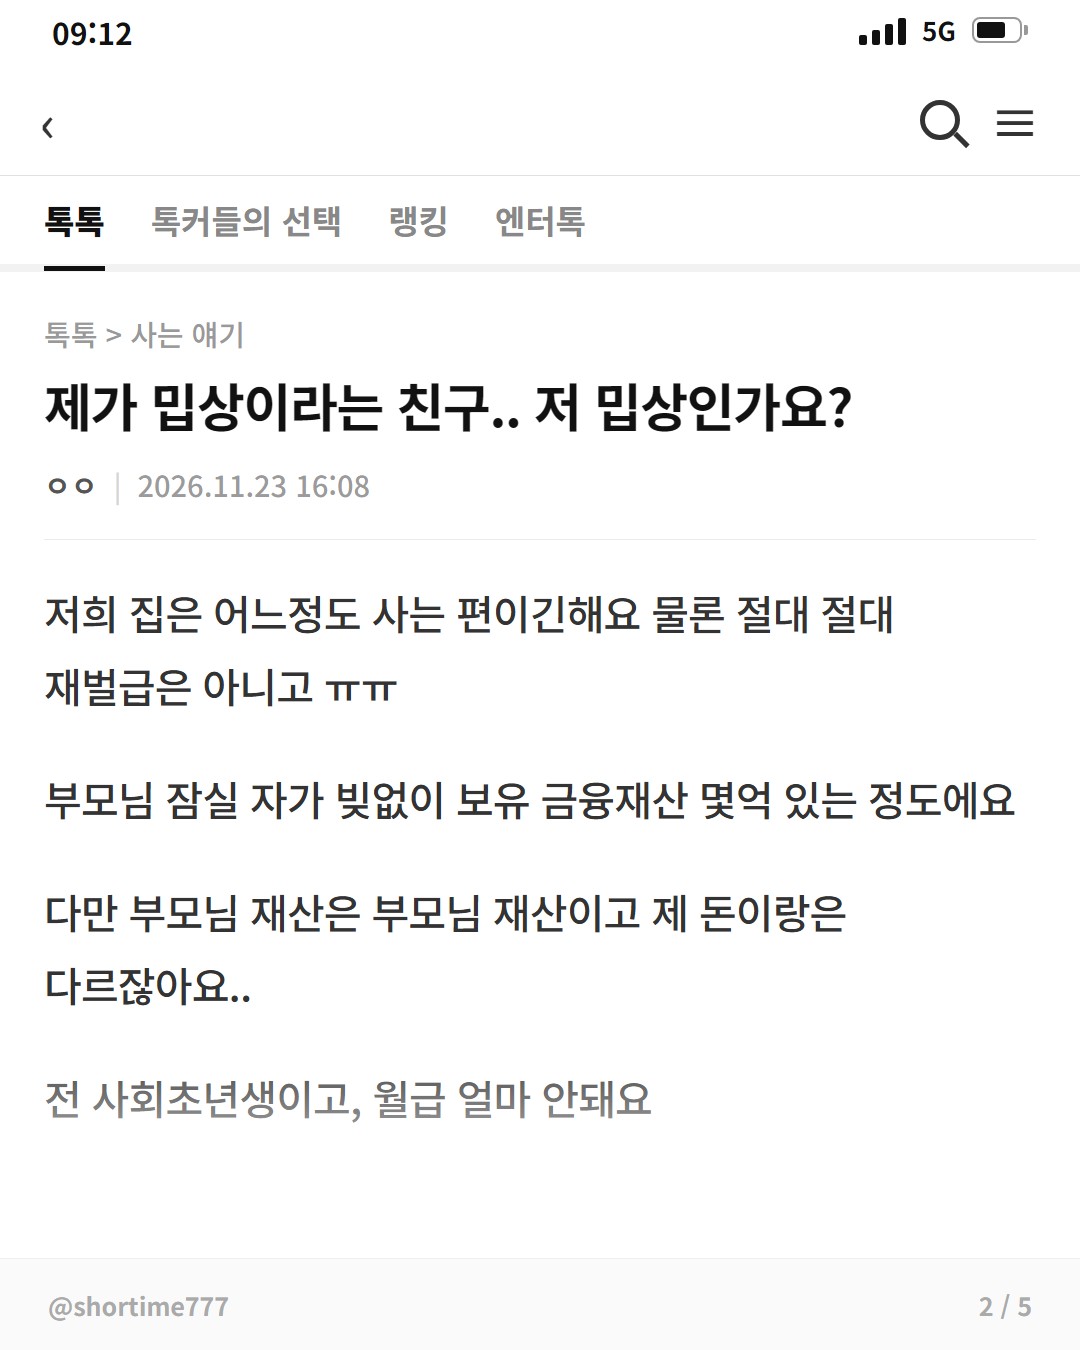 09:12
5G
톡톡 톡커들의 선택 랭킹 엔터톡
톡톡 > 사는 얘기
제가 밉상이라는 친구.. 저 밉상인가요?
ㅇㅇ | 2026.11.23 16:08
저희 집은 어느정도 사는 편이긴해요 물론 절대 절대
재벌급은 아니고 ㅠㅠ
부모님 잠실 자가 빚없이 보유 금융재산 몇억 있는 정도에요
다만 부모님 재산은 부모님 재산이고 제 돈이랑은
다르잖아요..
전 사회초년생이고, 월급 얼마 안돼요
@shortime777
2 / 5